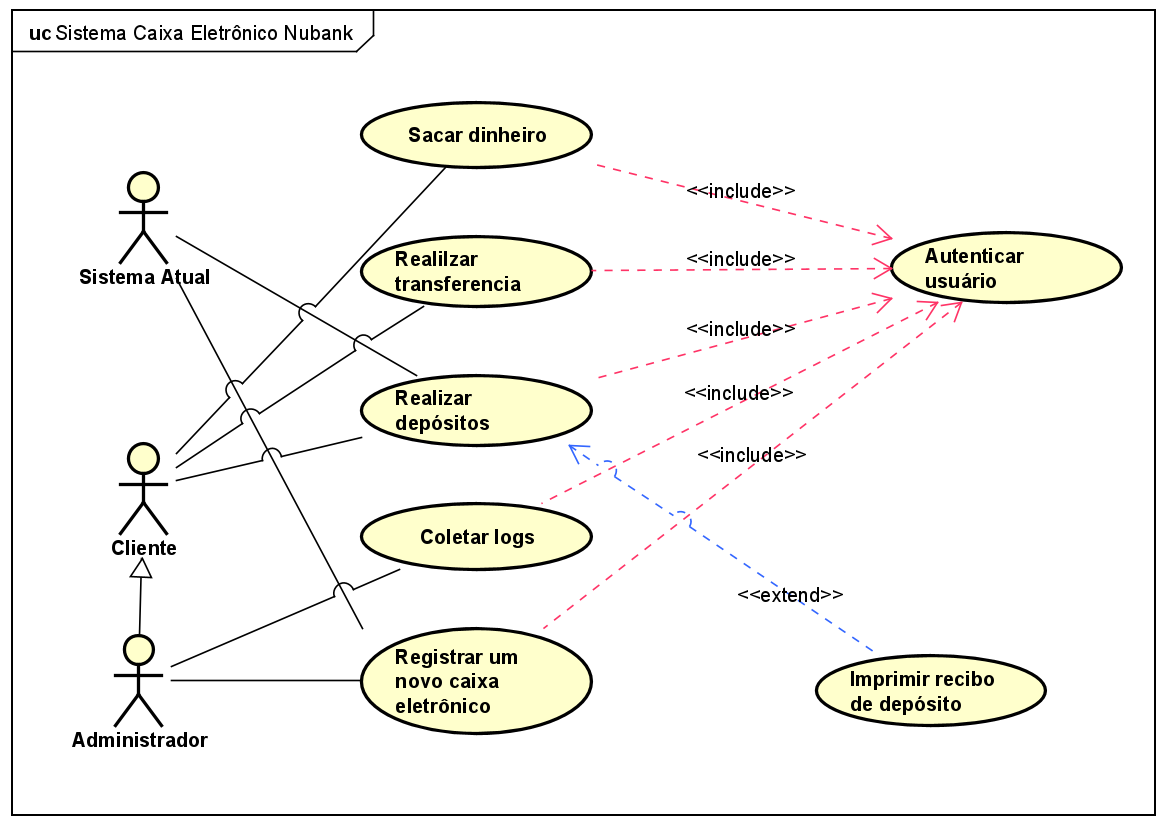 uc Sistema Caixa Eletrônico Nubank
Sacar dinheiro
<<include>>
Sistema Atual
Realilzar
transferencia
<<include>>
Autenticar
usuário
<<include>>
Realizar
depósitos
<<include>>
<<include>>
Cliente
Coletar logs
<<extend>>
Administrador
Registrar um
novo caixa
eletrônico
Imprimir recibo
de depósito